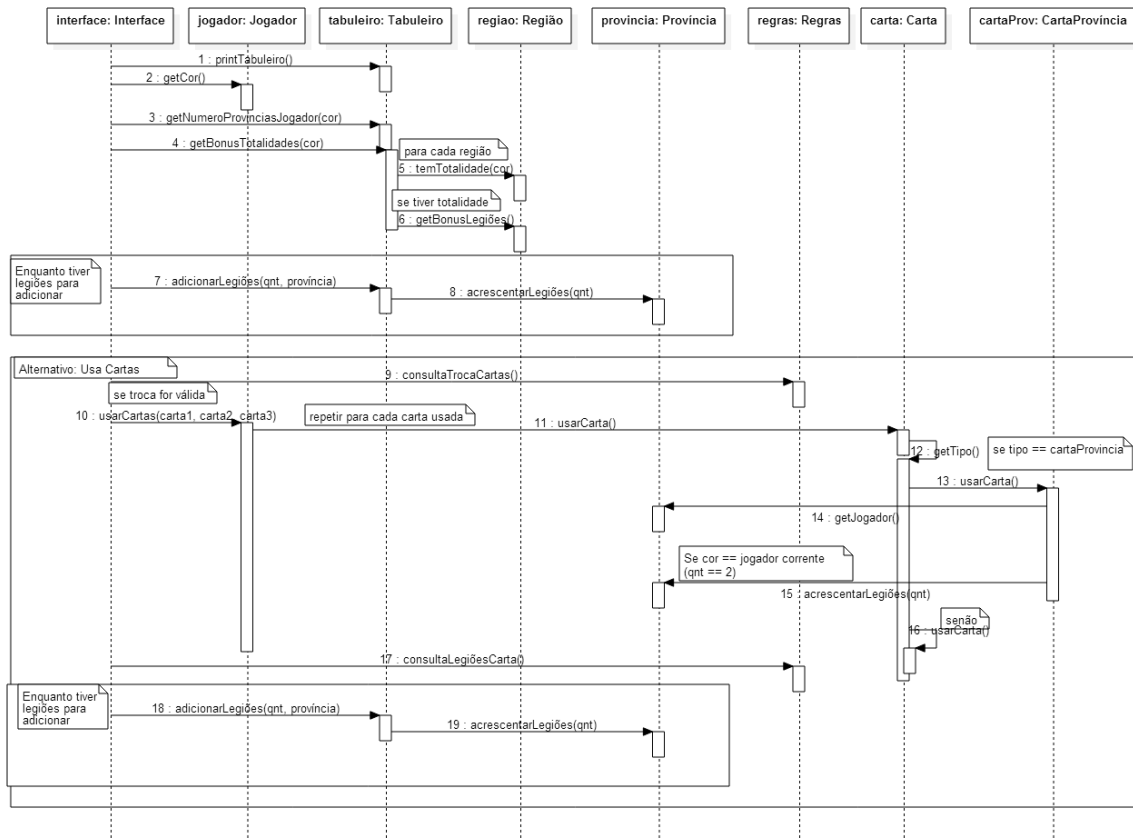 interface: Interface
jogador: Jogador
tabuleiro: Tabuleiro
regiao: Região
província: Província
regras: Regras
carta: Carta
cartaProv: CartaProvíncia
1 : printTabuleiro()
2 : getCor()
3 : getNumeroProvinciasJogador(cor)
4 : getBonusTotalidades(cor)
para cada região
5 : temTotalidade(cor)
se tiver totalidade
6 : getBonusLegiões()
Enquanto tiver
legiões para
adicionar
7 : adicionarLegiões(qnt, província)
8 : acrescentarLegiões(qnt)
Alternativo: Usa Cartas
9 : consultaTrocaCartas()
se troca for válida
10 : usarCartas(carta1, carta2, carta3)
repetir para cada carta usada
11 : usarCarta()
12 : getTipo()
se tipo == cartaProvincia
13 : usarCarta()
14 : getJogador()
Se cor == jogador corrente
(qnt == 2)
15 : acrescentarLegiões(qnt)
senão
16 : usarCarta()
17 : consultaLegiõesCarta()
Enquanto tiver
legiões para
adicionar
18 : adicionarLegiões(qnt, província)
19 : acrescentarLegiões(qnt)